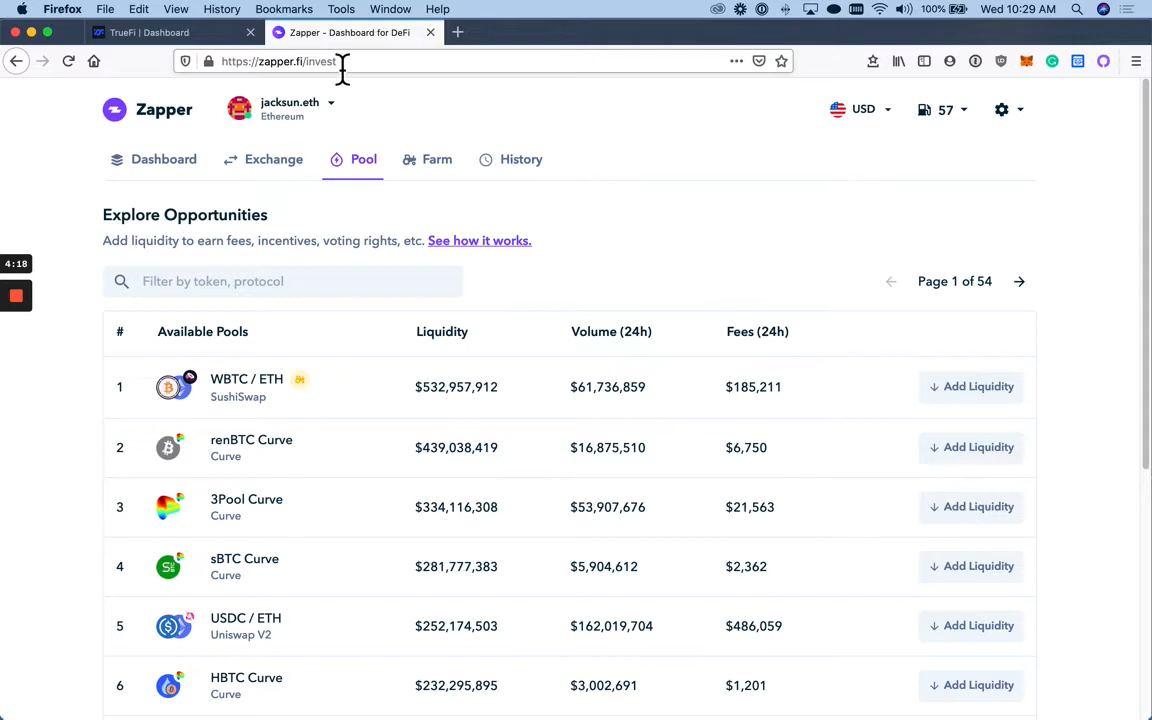 Firefox File Edit View History Bookmarks Tools Window Help 100% Wed 10:29 AM
TrueFi | Dashboard Zapper - Dashboard for DeFi
https://zapper.fi/invest
Zapper jacksun.eth USD 57
Ethereum
Dashboard Exchange Pool Farm History
Explore Opportunities
Add liquidity to earn fees, incentives, voting rights, etc. See how it works.
4:18
Filter by token, protocol Page 1 of 54
# Available Pools Liquidity Volume (24h) Fees (24h)
1 WBTC / ETH $532,957,912 $61,736,859 $185,211 Add Liquidity
SushiSwap
2 renBTC Curve $439,038,419 $16,875,510 $6,750 Add Liquidity
Curve
3 3Pool Curve $334,116,308 $53,907,676 $21,563 Add Liquidity
Curve
4 sBTC Curve $281,777,383 $5,904,612 $2,362 Add Liquidity
Curve
5 USDC / ETH $252,174,503 $162,019,704 $486,059 Add Liquidity
Uniswap V2
6 HBTC Curve $232,295,895 $3,002,691 $1,201 Add Liquidity
Curve